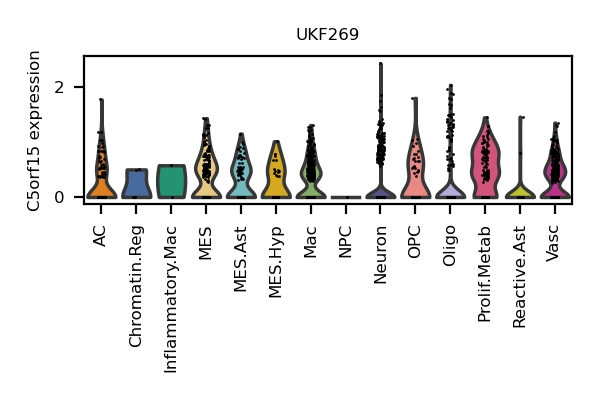 UKF269
C5orf15 expression
2
0
AC
Chromatin.Reg
Inflammatory.Mac
MES
MES.Ast
MES.Hyp
Mac
NPC
Neuron
OPC
Oligo
Prolif.Metab
Reactive.Ast
Vasc